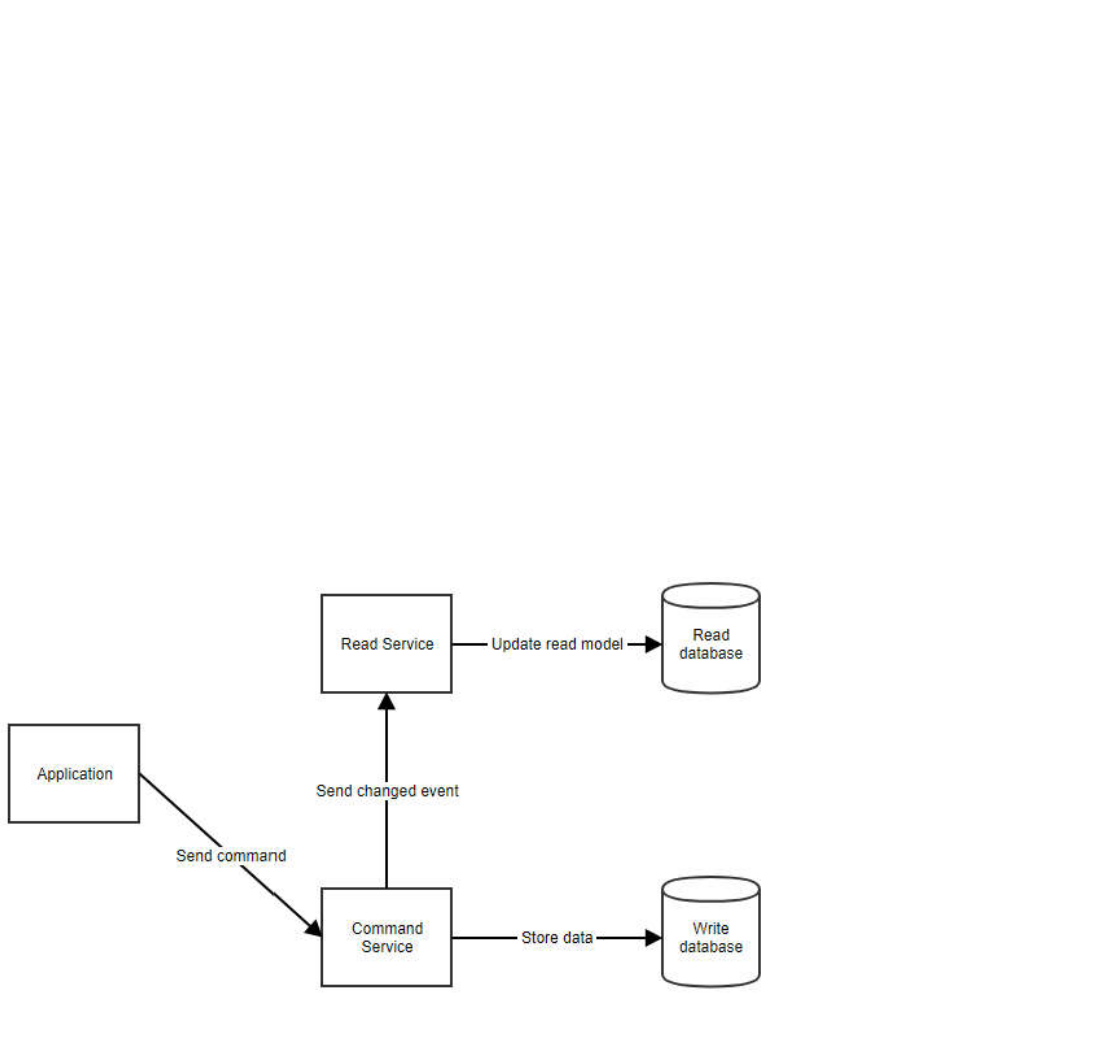 Read Service
Update read model
Read
database
Application
Send changed event
Send command
Command
Service
Store data
Write
database